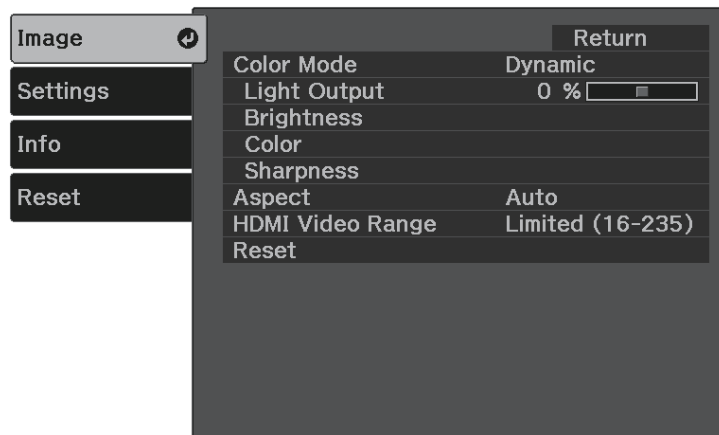 Image
Settings
Info
Reset
Return
Color Mode Dynamic
Light Output 0 %
Brightness
Color
Sharpness
Aspect Auto
HDMI Video Range Limited (16-235)
Reset